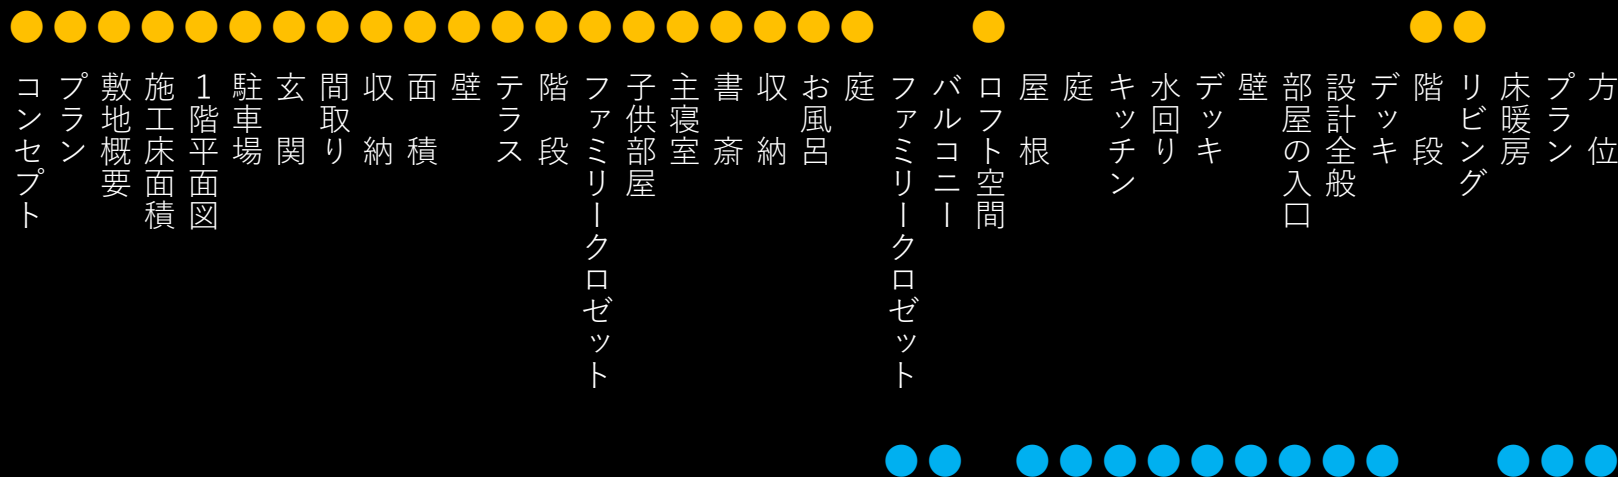 コンセプト
プラン
敷地概要
施工床面積
1階平面図
駐車場
玄関
間取り
収納
面積
壁
テラス
階段
ファミリークロゼット
子供部屋
主寝室
書斎
収納
お風呂
庭
ファミリークロゼット
バルコニー
ロフト空間
屋根
庭
キッチン
水回り
デッキ
壁
部屋の入口
設計全般
デッキ
階段
リビング
床暖房
プラン
方位